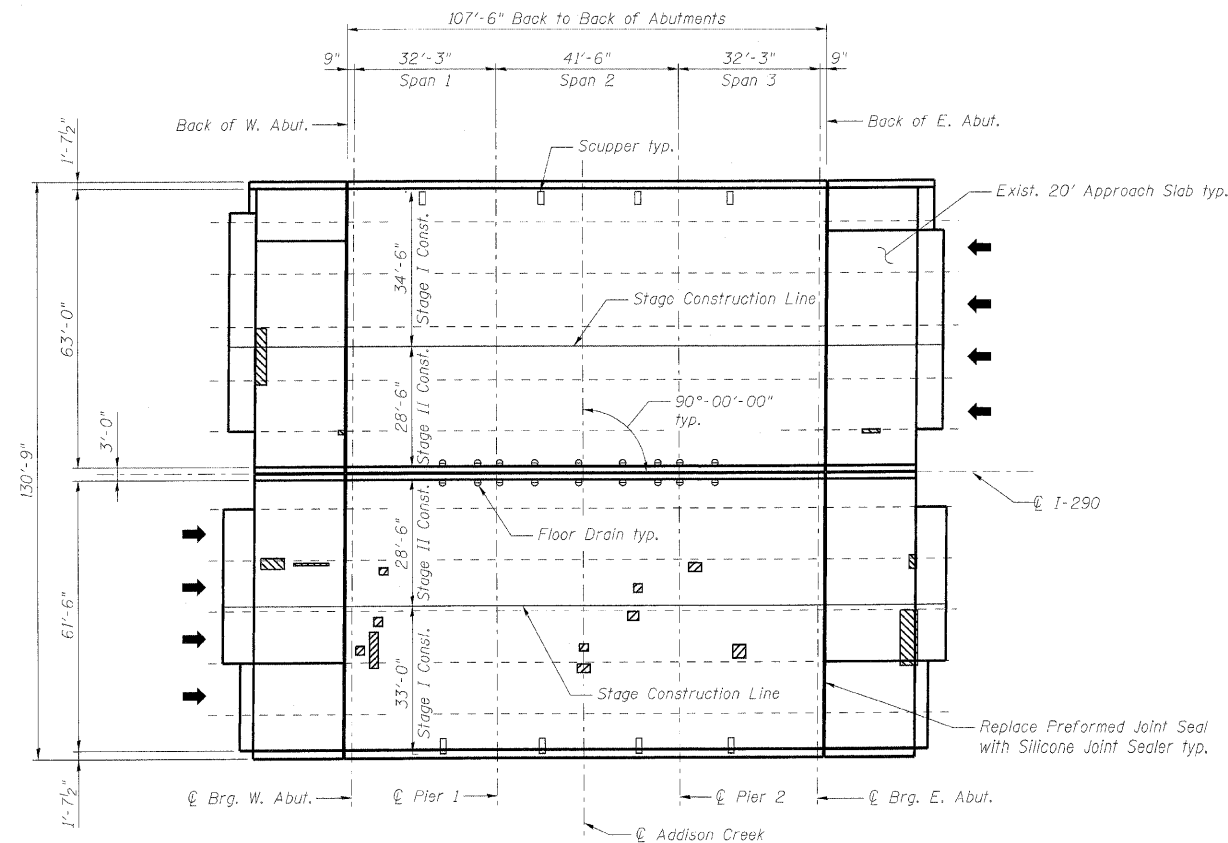 107'-6" Back to Back of Abutments
9"
32'-3"
41'-6"
32'-3"
9"
Span 1
Span 2
Span 3
Back of W. Abut.
Back of E. Abut.
1'-7½"
Scupper typ.
Exist. 20' Approach Slab typ.
34'-6"
Stage I Const.
Stage Construction Line
63'-0"
28'-6"
Stage II Const.
90°-00'-00"
typ.
3'-0"
130'-9"
℄ I-290
28'-6"
Stage II Const.
Floor Drain typ.
61'-6"
33'-0"
Stage I Const.
Stage Construction Line
Replace Preformed Joint Seal
with Silicone Joint Sealer typ.
1'-7½"
℄ Brg. W. Abut.
℄ Pier 1
℄ Pier 2
℄ Brg. E. Abut.
℄ Addison Creek